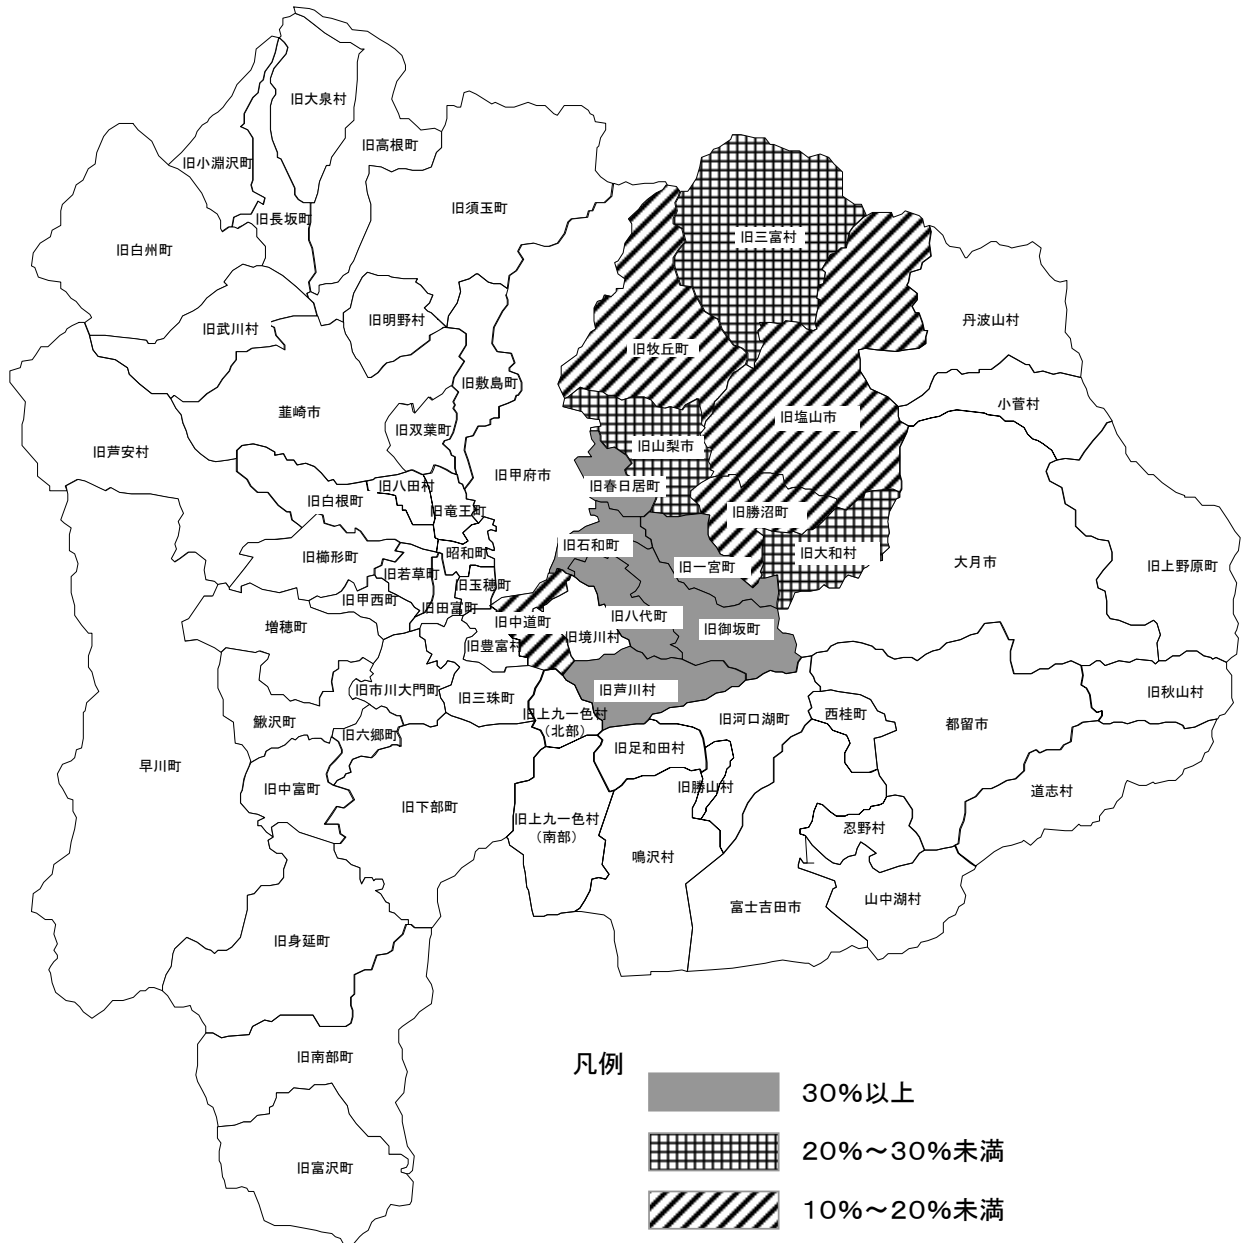 旧大泉村
旧高根町
旧小淵沢町
旧須玉町
旧長坂町
旧三富村
旧白州町
旧武川村
旧明野村
丹波山村
旧牧丘町
旧敷島町
小菅村
韮崎市
旧塩山市
旧双葉町
旧山梨市
旧芦安村
旧甲府市
旧八田村
旧春日居町
旧白根町
旧竜王町
旧勝沼町
旧石和町
昭和町
旧大和村
旧櫛形町
大月市
旧上野原町
旧一宮町
旧若草町
旧玉穂町
旧甲西町
旧田富町
旧八代町
旧中道町
増穂町
旧御坂町
旧境川村
旧豊富村
旧市川大門町
旧芦川村
旧秋山村
旧三珠町
旧上九一色村
（北部）
旧河口湖町
西桂町
鰍沢町
都留市
旧六郷町
旧足和田村
早川町
旧中富町
旧勝山村
道志村
旧下部町
旧上九一色村
（南部）
忍野村
鳴沢村
山中湖村
富士吉田市
旧身延町
旧南部町
旧富沢町
凡例
30%以上
20%～30%未満
10%～20%未満